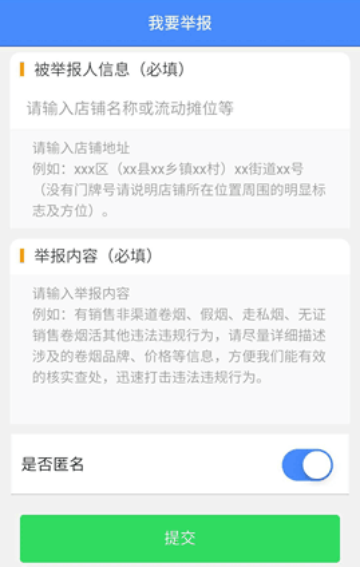 我要举报
被举报人信息（必填）
请输入店铺名称或流动摊位等
请输入店铺地址
例如：xxx区（xx县xx乡镇xx村）xx街道xx号
（没有门牌号请说明店铺所在位置周围的明显标
志及方位）。
举报内容（必填）
请输入举报内容
例如：有销售非渠道卷烟、假烟、走私烟、无证
销售卷烟活其他违法违规行为，请尽量详细描述
涉及的卷烟品牌、价格等信息，方便我们能有效
的核实查处，迅速打击违法违规行为。
是否匿名
提交